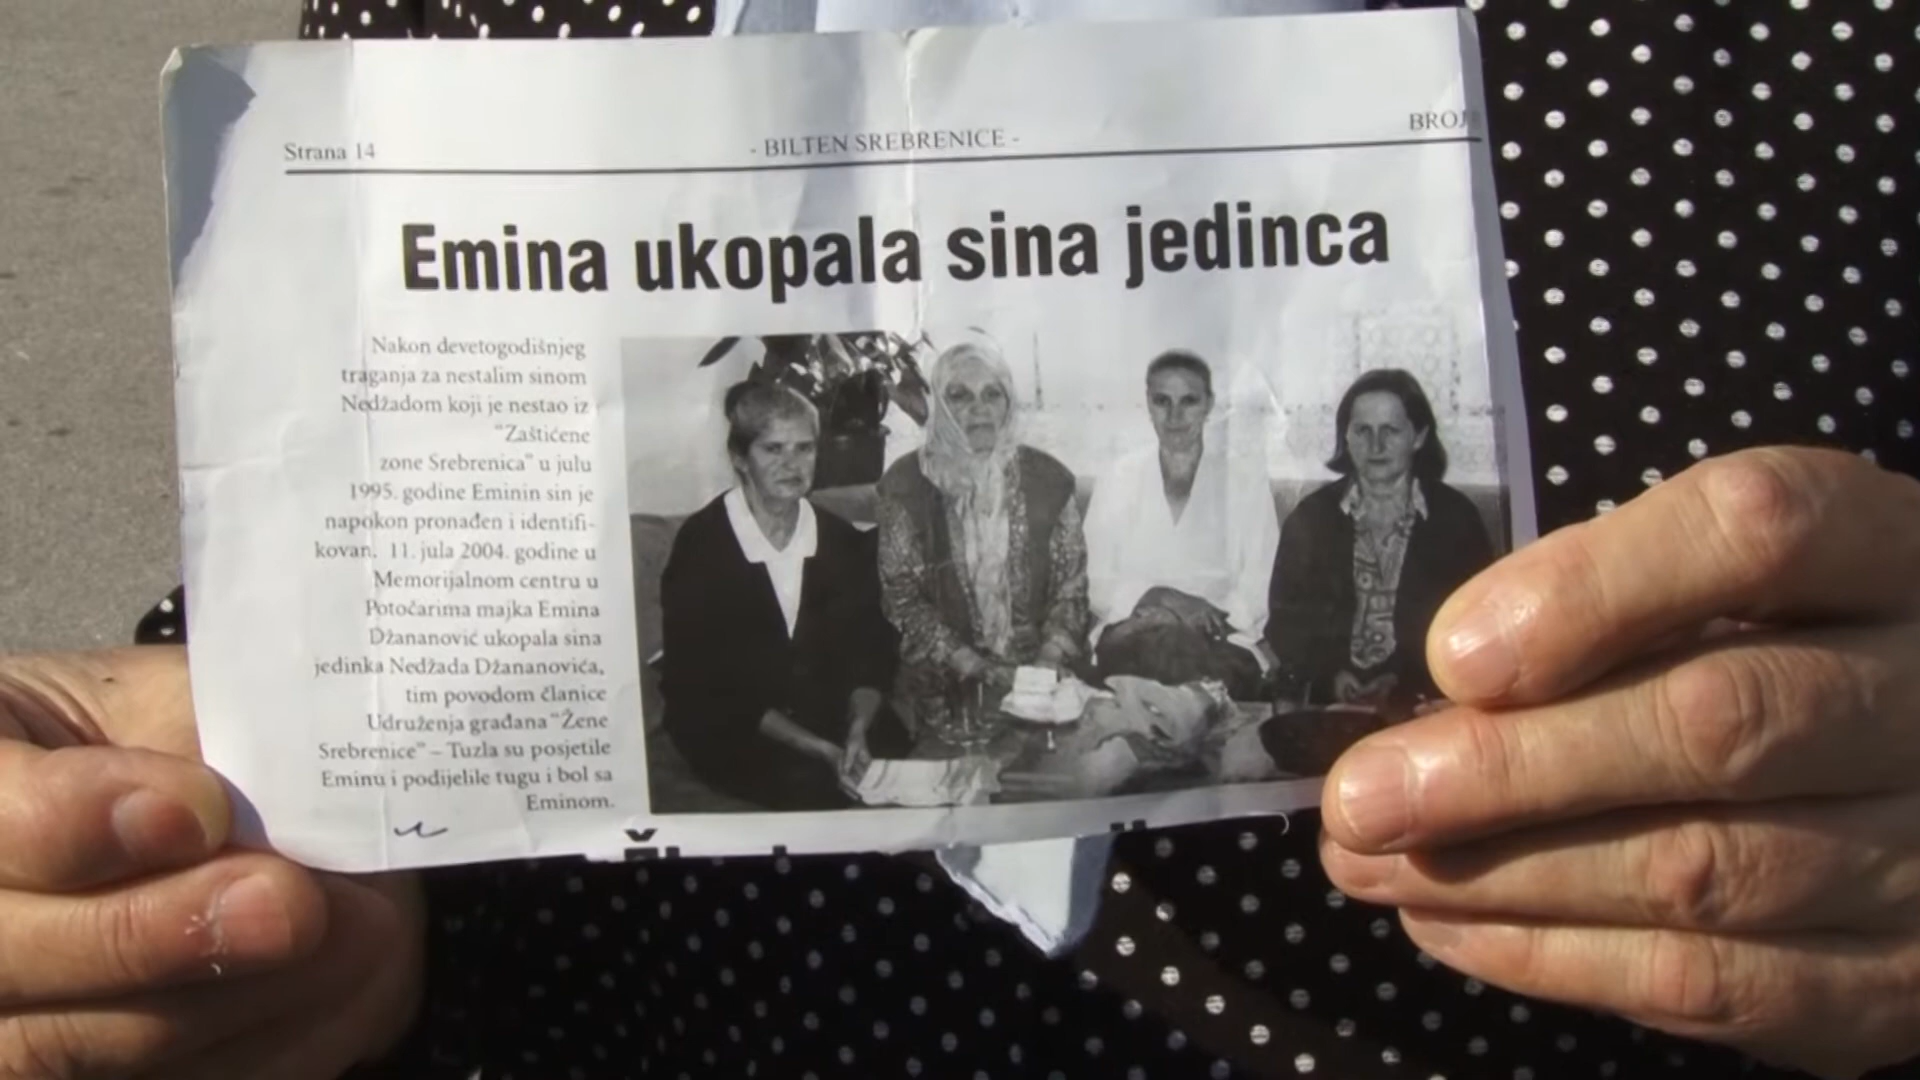 Strana 14
- BILTEN SREBRENICE -
BROJ
Emina ukopala sina jedinca
Nakon devetogodišnjeg
traganja za nestalim sinom
Nedžadom koji je nestao iz
"Zaštićene
zone Srebrenica" u julu
1995. godine Eminin sin je
napokon pronađen i identifi-
kovan. 11. jula 2004. godine u
Memorijalnom centru u
Potočarima majka Emina
Džananović ukopala sina
jedinka Nedžada Džananovića,
tim povodom članice
Udruženja građana "Žene
Srebrenice" – Tuzla su posjetile
Eminu i podijelile tugu i bol sa
Eminom.